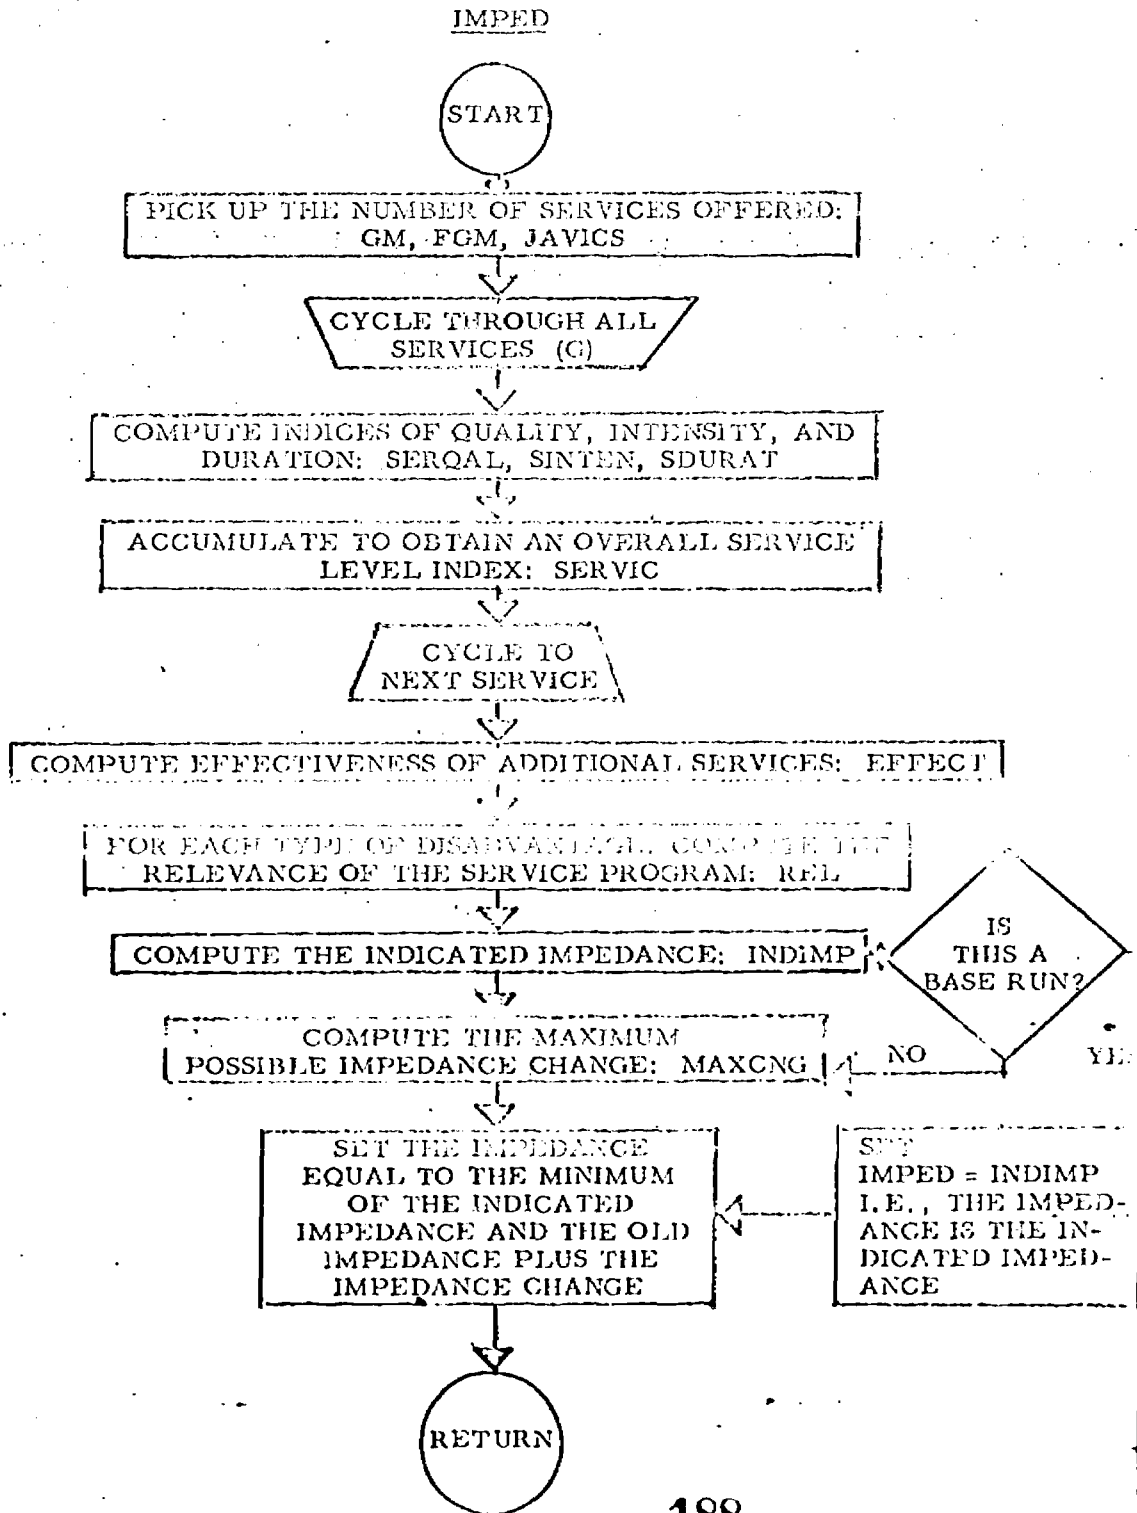 IMPED
START
PICK UP THE NUMBER OF SERVICES OFFERED:
GM, FGM, JAVICS
CYCLE THROUGH ALL
SERVICES (G)
COMPUTE INDICES OF QUALITY, INTENSITY, AND
DURATION: SERQAL, SINTEN, SDURAT
ACCUMULATE TO OBTAIN AN OVERALL SERVICE
LEVEL INDEX: SERVIC
CYCLE TO
NEXT SERVICE
COMPUTE EFFECTIVENESS OF ADDITIONAL SERVICES: EFFECT
FOR EACH TYPE OF DISADVANTAGE, COMPUTE THE
RELEVANCE OF THE SERVICE PROGRAM: REL
COMPUTE THE INDICATED IMPEDANCE: INDIMP
IS
THIS A
BASE RUN?
COMPUTE THE MAXIMUM
POSSIBLE IMPEDANCE CHANGE: MAXCNG
NO
SET THE IMPEDANCE
EQUAL TO THE MINIMUM
OF THE INDICATED
IMPEDANCE AND THE OLD
IMPEDANCE PLUS THE
IMPEDANCE CHANGE
SET
IMPED = INDIMP
I.E., THE IMPED-
ANCE IS THE IN-
DICATED IMPED-
ANCE
RETURN